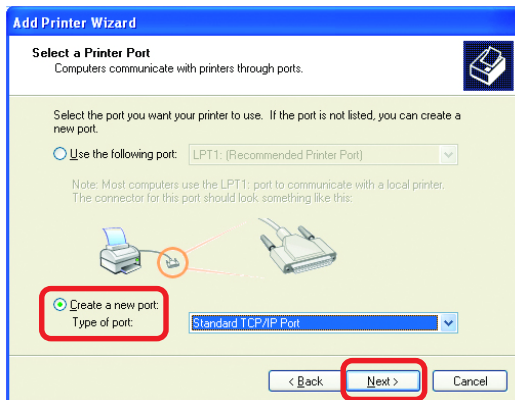 Add Printer Wizard
Select a Printer Port
Computers communicate with printers through ports.
Select the port you want your printer to use. If the port is not listed, you can create a
new port.
Use the following port: LPT1: (Recommended Printer Port)
Note: Most computers use the LPT1: port to communicate with a local printer.
The connector for this port should look something like this:
Create a new port:
Type of port: Standard TCP/IP Port
< Back Next > Cancel